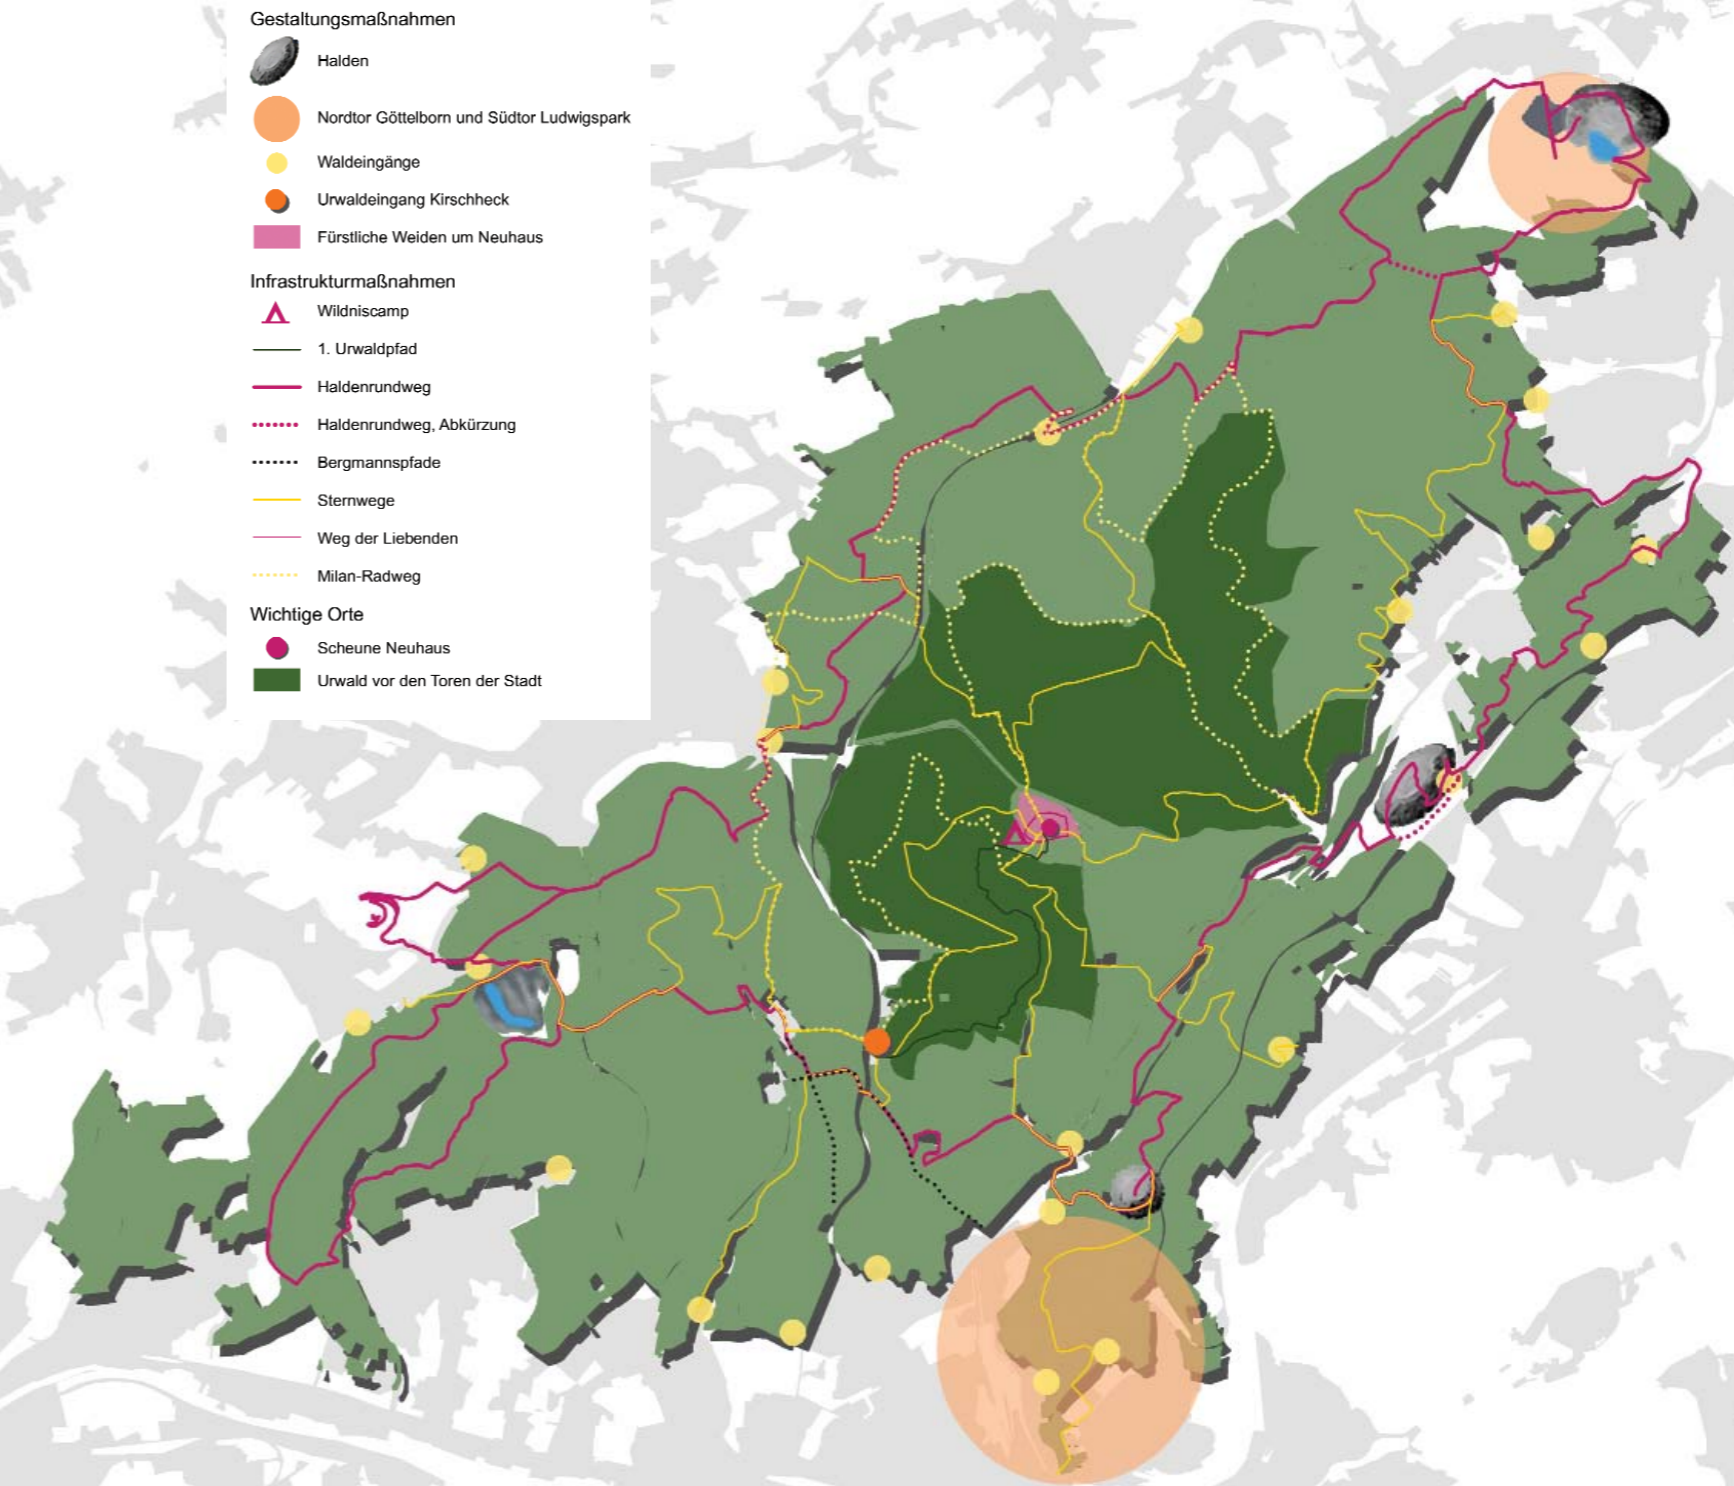 Gestaltungsmaßnahmen
Halden
Nordtor Göttelborn und Südtor Ludwigspark
Waldeingänge
Urwaldeingang Kirschheck
Fürstliche Weiden um Neuhaus
Infrastrukturmaßnahmen
Wildniscamp
1. Urwaldpfad
Haldenrundweg
Haldenrundweg, Abkürzung
Bergmannspfade
Sternwege
Weg der Liebenden
Milan-Radweg
Wichtige Orte
Scheune Neuhaus
Urwald vor den Toren der Stadt